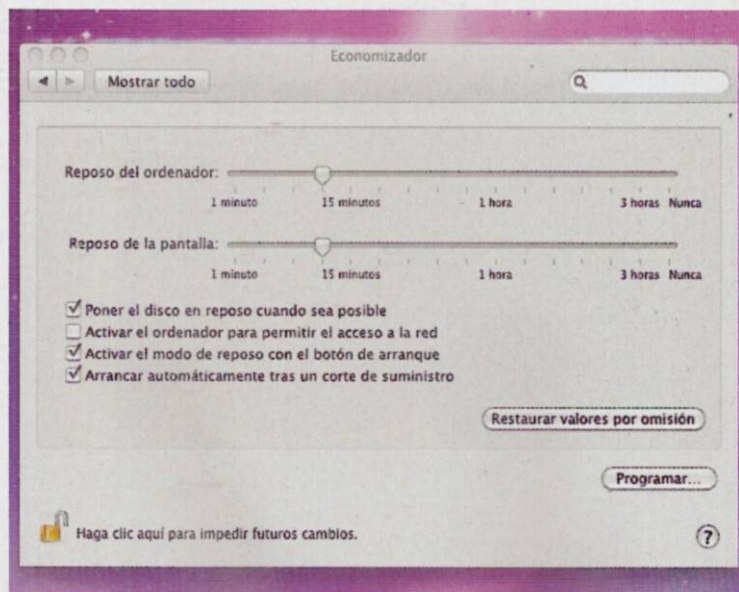 Economizador
Mostrar todo
Reposo del ordenador:
1 minuto 15 minutos 1 hora 3 horas Nunca
Reposo de la pantalla:
1 minuto 15 minutos 1 hora 3 horas Nunca
Poner el disco en reposo cuando sea posible
Activar el ordenador para permitir el acceso a la red
Activar el modo de reposo con el botón de arranque
Arrancar automáticamente tras un corte de suministro
Restaurar valores por omisión
Programar...
Haga clic aquí para impedir futuros cambios.
?